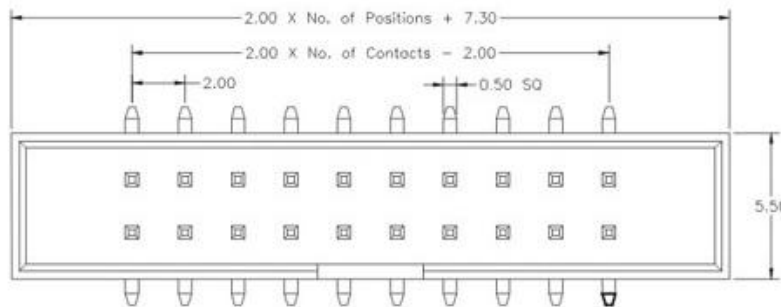 2.00 X No. of Positions + 7.30
2.00 X No. of Contacts - 2.00
2.00
0.50 SQ
5.50